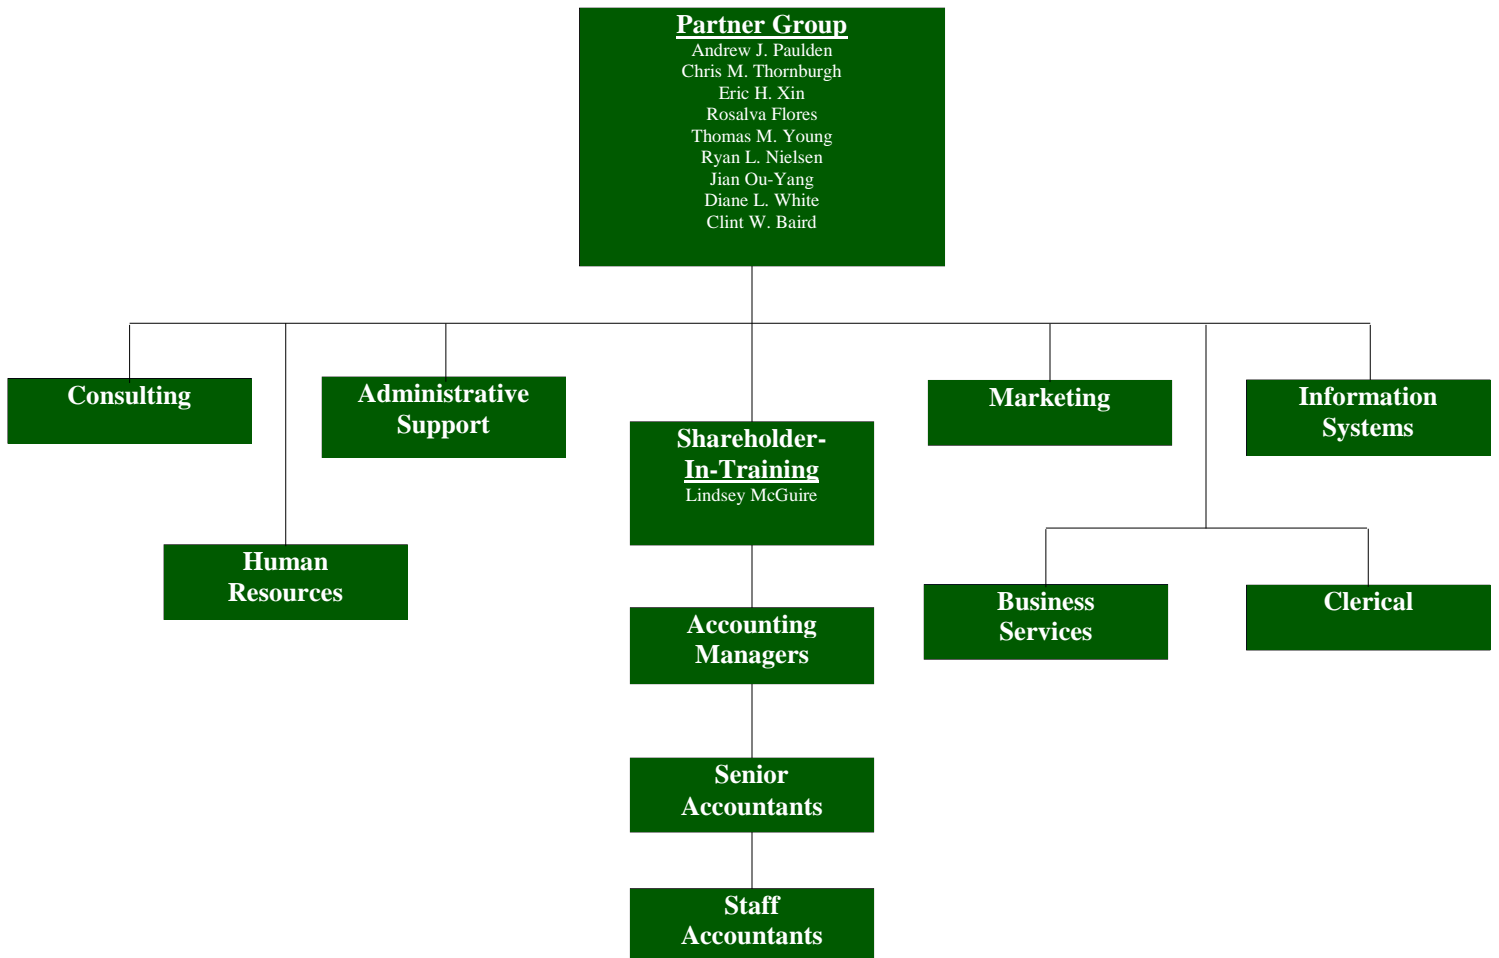 Partner Group
Andrew J. Paulden
Chris M. Thornburgh
Eric H. Xin
Rosalva Flores
Thomas M. Young
Ryan L. Nielsen
Jian Ou-Yang
Diane L. White
Clint W. Baird
Consulting
Administrative
Support
Marketing
Information
Systems
Shareholder-
In-Training
Lindsey McGuire
Human
Resources
Business
Services
Clerical
Accounting
Managers
Senior
Accountants
Staff
Accountants